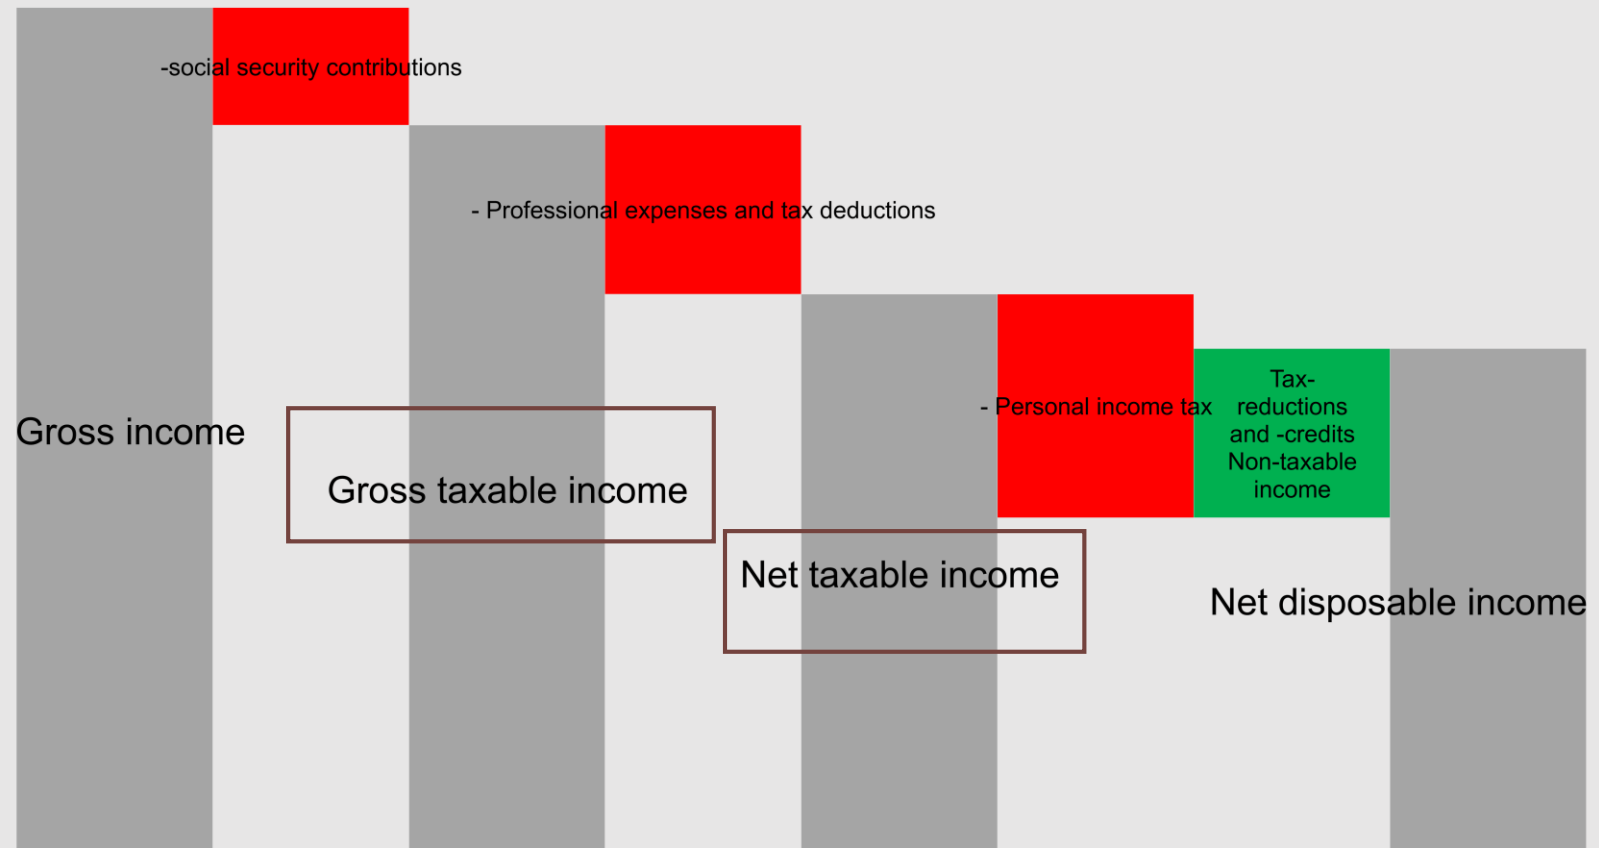 -social security contributions
- Professional expenses and tax deductions
Tax-
reductions
and -credits
Non-taxable
income
- Personal income tax
Gross income
Gross taxable income
Net taxable income
Net disposable income